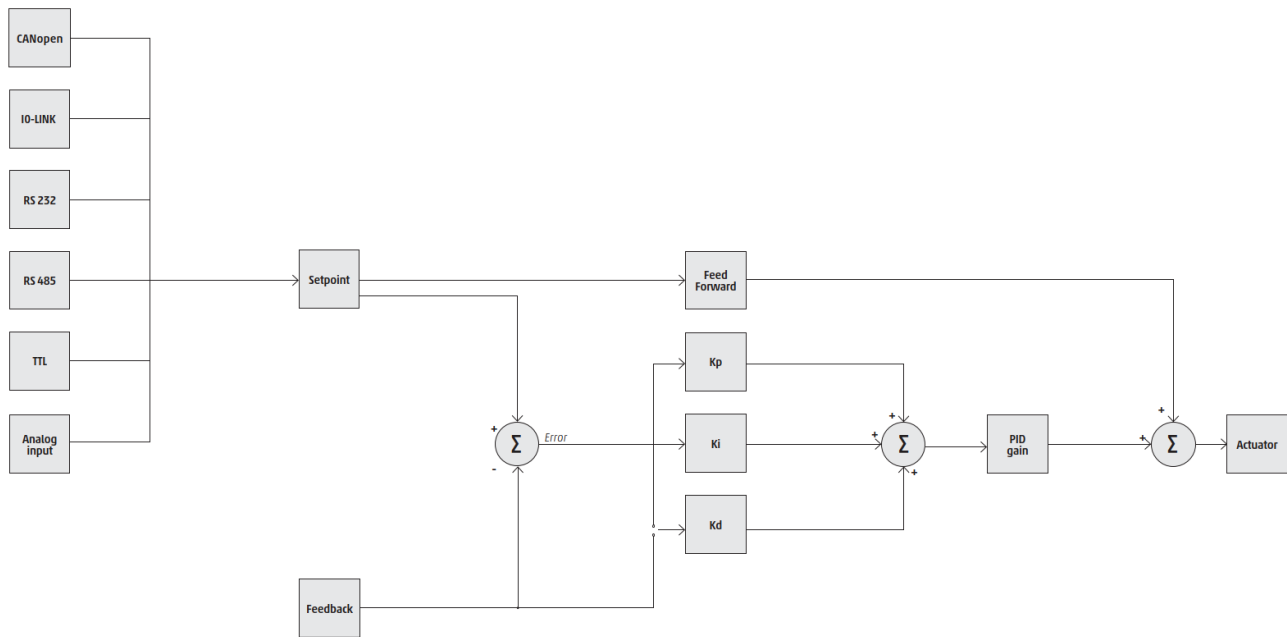 CANopen
IO-LINK
RS 232
RS 485
TTL
Analog
input
Setpoint
Feedback
+
Σ
-
Error
Feed
Forward
Kp
Ki
Kd
+
+
Σ
+
PID
gain
+
+
Σ
Actuator